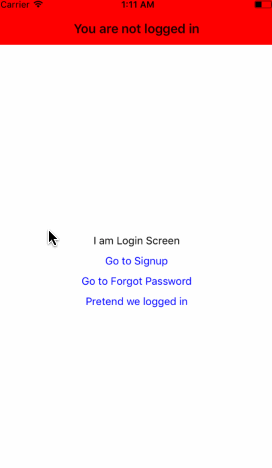 Carrier 1:11 AM
You are not logged in
I am Login Screen
Go to Signup
Go to Forgot Password
Pretend we logged in